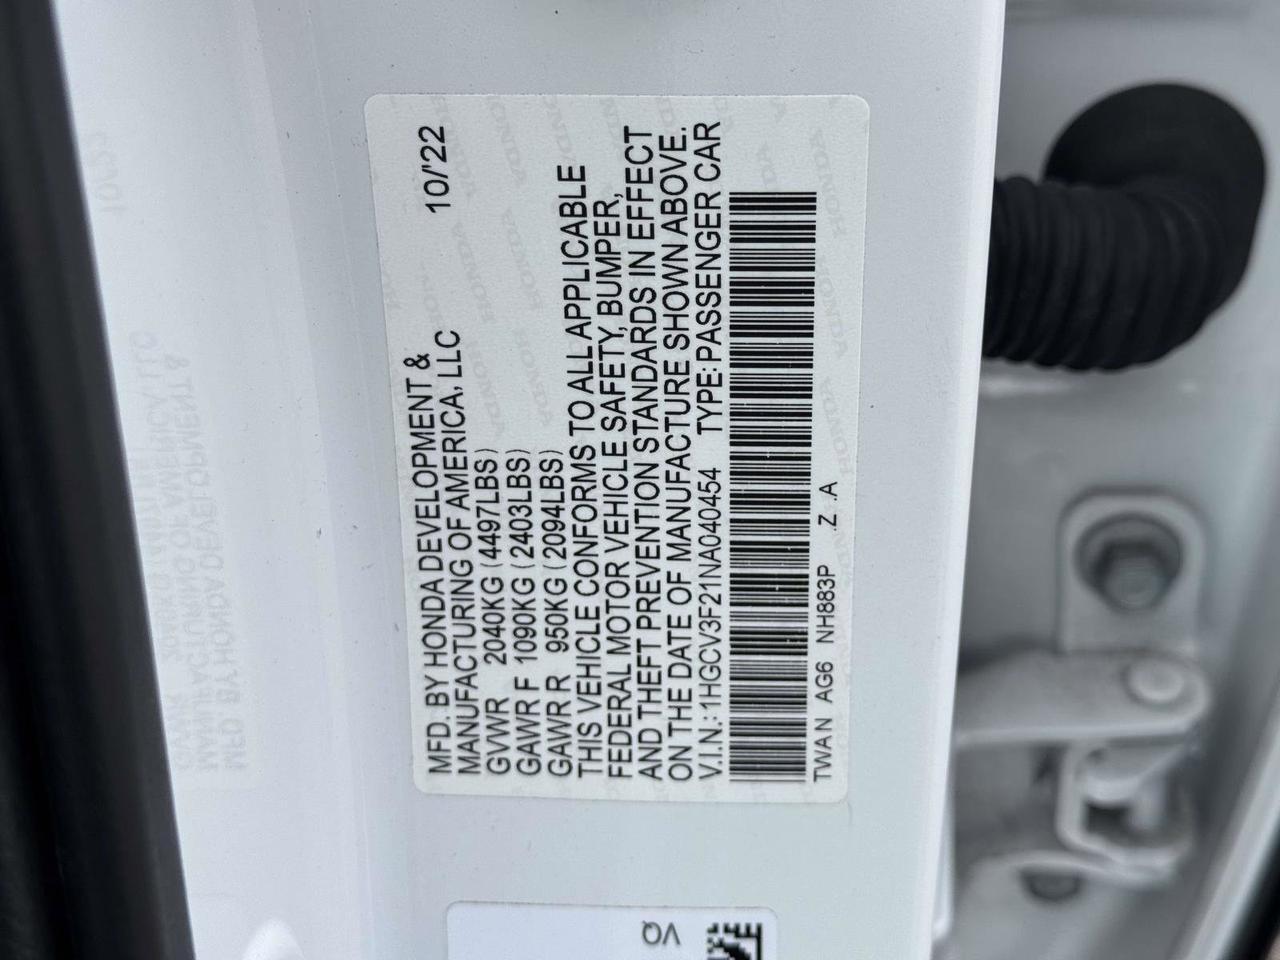 MFD. BY HONDA DEVELOPMENT & 10/'22
MANUFACTURING OF AMERICA, LLC
GVWR 2040KG (4497LBS)
GAWR F 1090KG (2403LBS)
GAWR R 950KG (2094LBS)
THIS VEHICLE CONFORMS TO ALL APPLICABLE
FEDERAL MOTOR VEHICLE SAFETY, BUMPER,
AND THEFT PREVENTION STANDARDS IN EFFECT
ON THE DATE OF MANUFACTURE SHOWN ABOVE.
V.I.N.: 1HGCV3F21NA040454 TYPE: PASSENGER CAR
TWAN AG6 NH883P Z .A
VQ